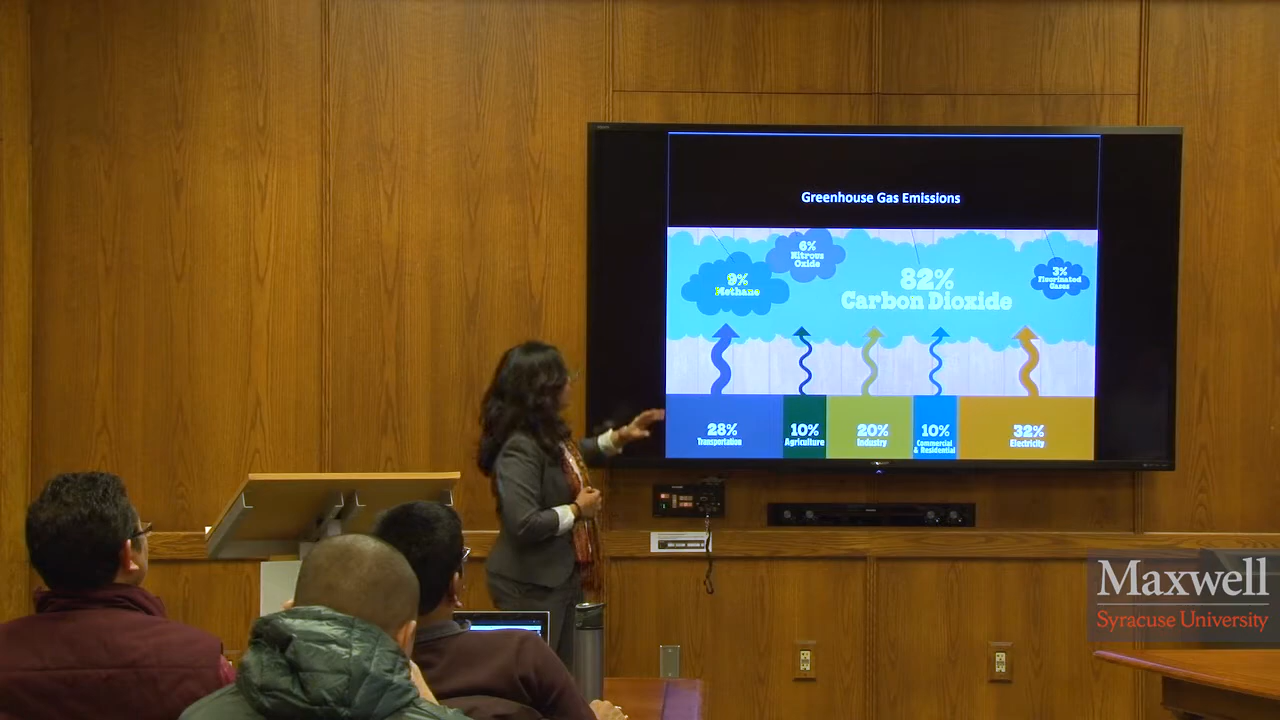 Greenhouse Gas Emissions
6%
Nitrous
Oxide
9%
Methane
82%
Carbon Dioxide
3%
Flourinated
Gases
28%
Transportation
10%
Agriculture
20%
Industry
10%
Commercial
& Residential
32%
Electricity
Maxwell
Syracuse University